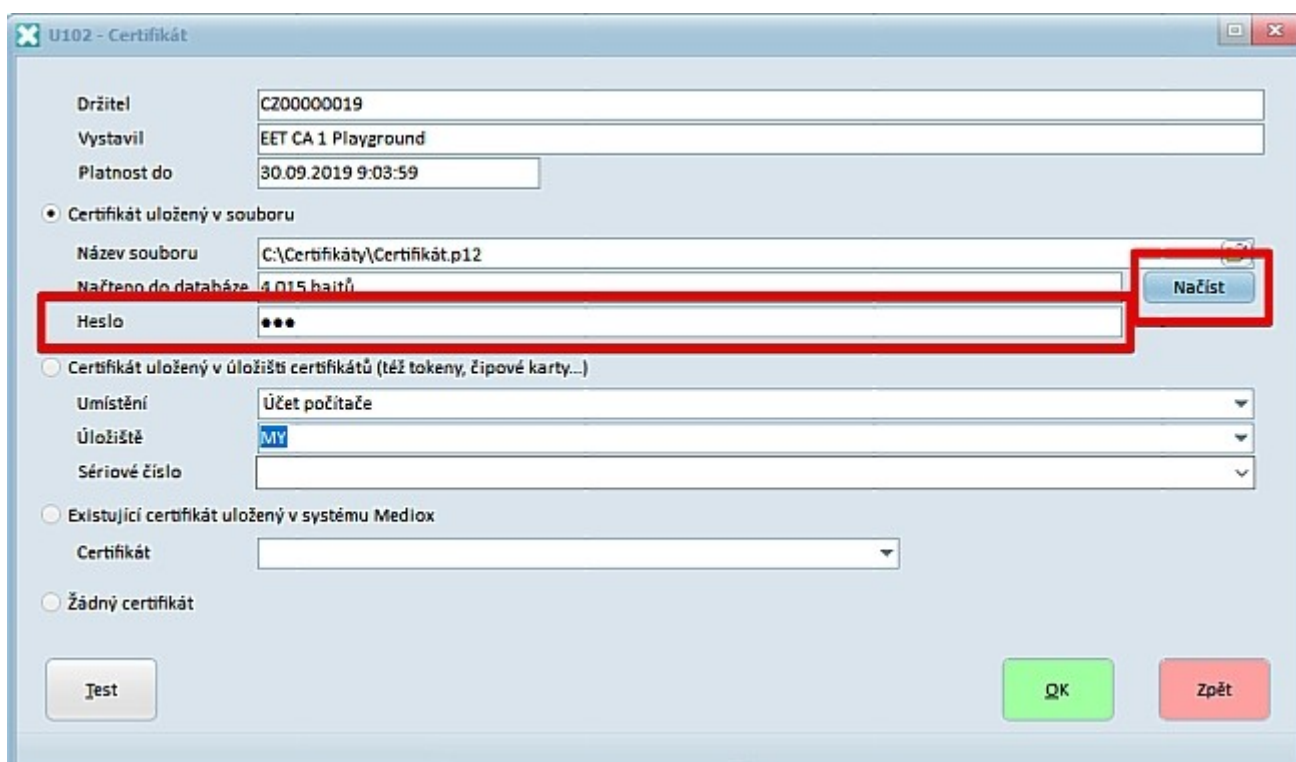 U102 - Certifikát
Držitel CZ00000019
Vystavil EET CA 1 Playground
Platnost do 30.09.2019 9:03:59
Certifikát uložený v souboru
Název souboru C:\Certifikáty\Certifikát.p12
Načteno do databáze 4 015 bajtů Načíst
Heslo ●●●
Certifikát uložený v úložišti certifikátů (též tokeny, čipové karty...)
Umístění Účet počítače
Úložiště MY
Sériové číslo
Existující certifikát uložený v systému Mediox
Certifikát
Žádný certifikát
Test OK Zpět